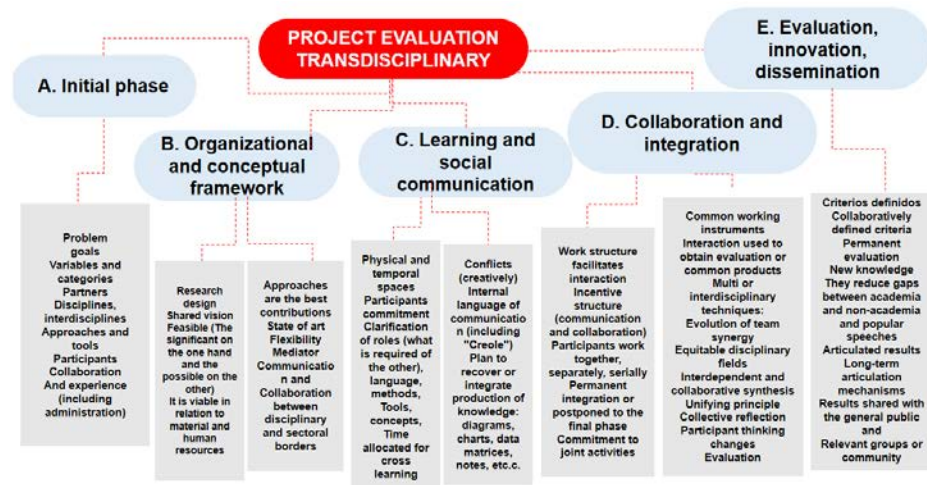 PROJECT EVALUATION
TRANSDISCIPLINARY
E. Evaluation,
innovation,
dissemination
A. Initial phase
B. Organizational
and conceptual
framework
C. Learning and
social
communication
D. Collaboration and
integration
Problem
goals
Variables and
categories
Partners
Disciplines,
interdisciplines
Approaches and
tools
Participants
Collaboration
And experience
(including
administration)
Research
design
Shared vision
Feasible (The
significant on
the one hand
and the
possible on the
other)
It is viable in
relation to
material and
human
resources
Approaches
are the best
contributions
State of art
Flexibility
Mediator
Communicatio
n and
Collaboration
between
disciplinary
and sectoral
borders
Physical and
temporal
spaces
Participants
commitment
Clarification
of roles (what
is required of
the other),
language,
methods,
Tools,
concepts,
Time
allocated for
cross
learning
Conflicts
(creatively)
Internal
language of
communicatio
n (including
"Creole")
Plan to
recover or
integrate
production of
knowledge:
diagrams,
charts, data
matrices,
notes, etc.c.
Work structure
facilitates
interaction
Incentive
structure
(communication
and collaboration)
Participants work
together,
separately, serially
Permanent
integration or
postponed to the
final phase
Commitment to
joint activities
Common working
instruments
Interaction used to
obtain evaluation or
common products
Multi or
interdisciplinary
techniques:
Evolution of team
synergy
Equitable disciplinary
fields
Interdependent and
collaborative synthesis
Unifying principle
Collective reflection
Participant thinking
changes
Evaluation
Criterios definidos
Collaboratively
defined criteria
Permanent
evaluation
New knowledge
They reduce gaps
between academia
and non-academia
and popular
speeches
Articulated results
Long-term
articulation
mechanisms
Results shared with
the general public
and
Relevant groups or
community